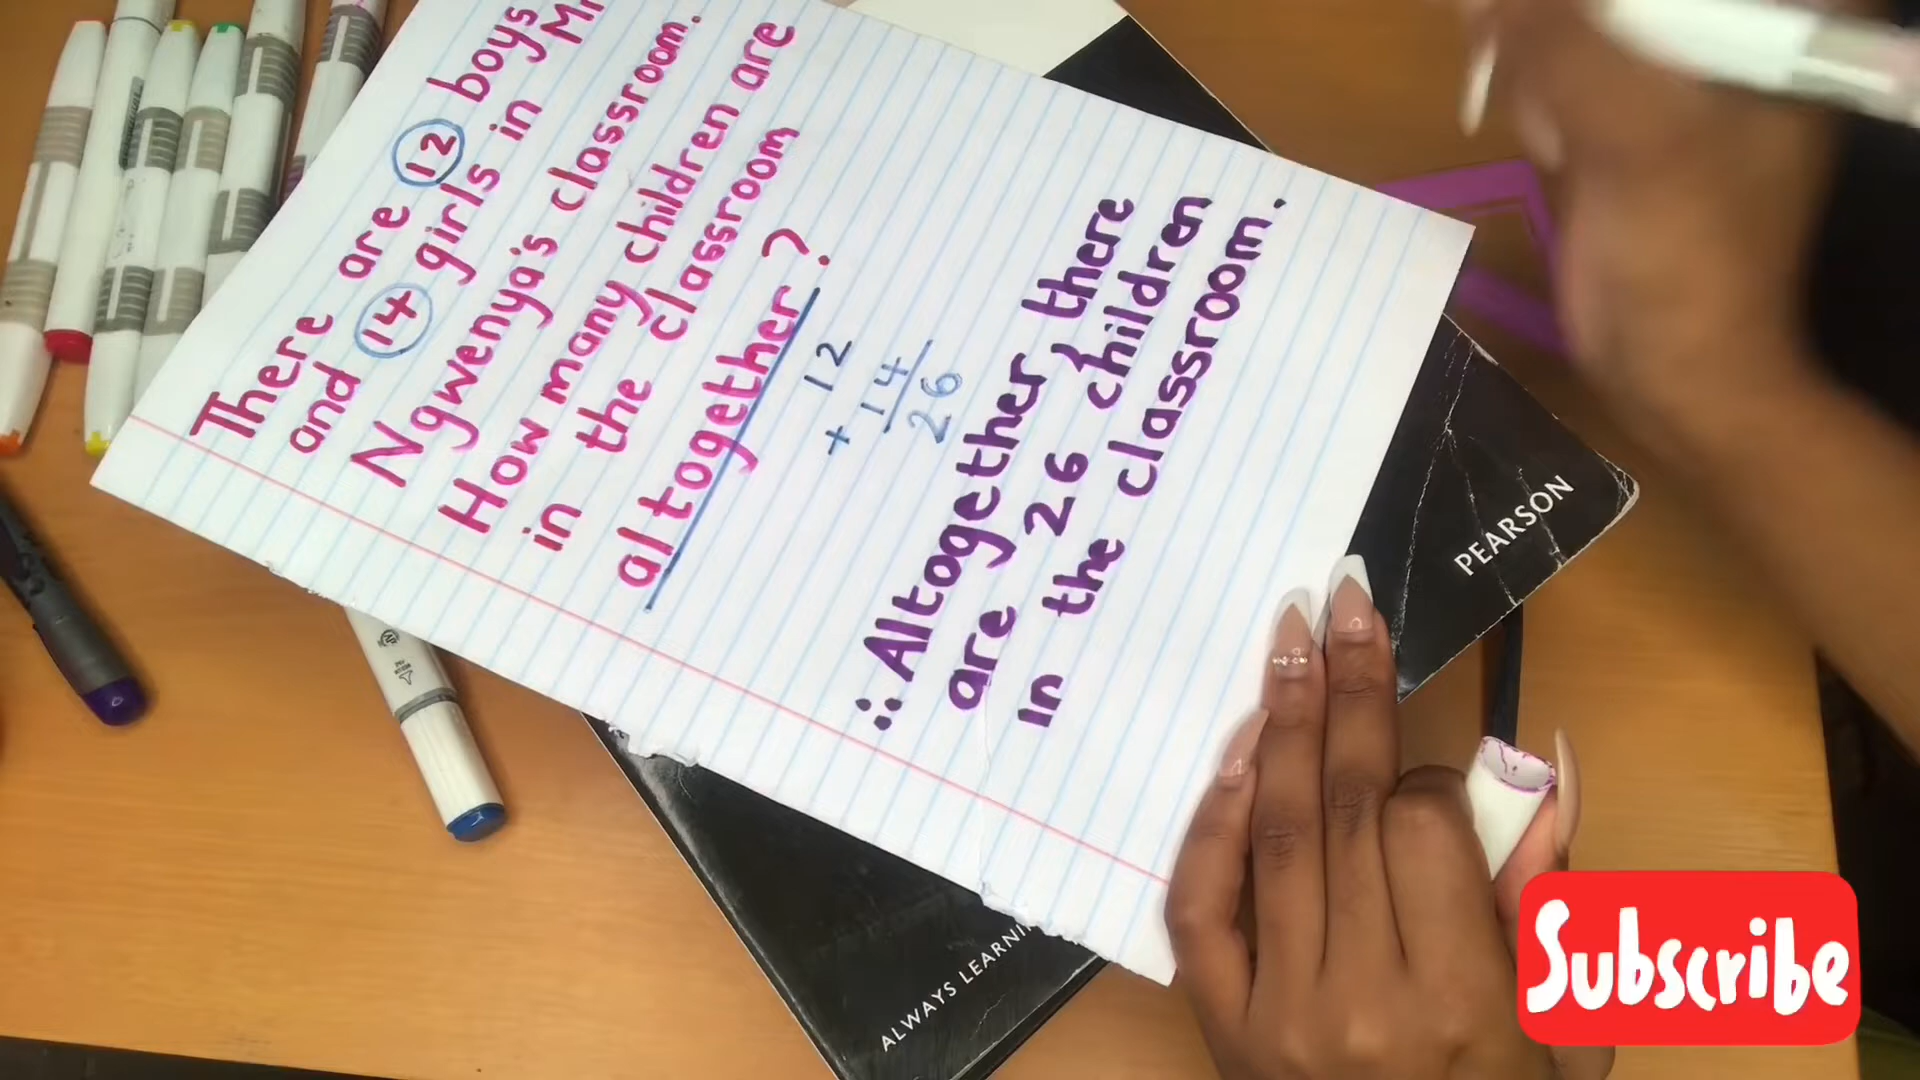 There are 12 boys
and 14 girls in Mr
Ngwenya's classroom.
How many children are
in the classroom
altogether?
12
+ 14
26
∴ Altogether there
are 26 children
in the classroom.
PEARSON
ALWAYS LEARNI
Subscribe